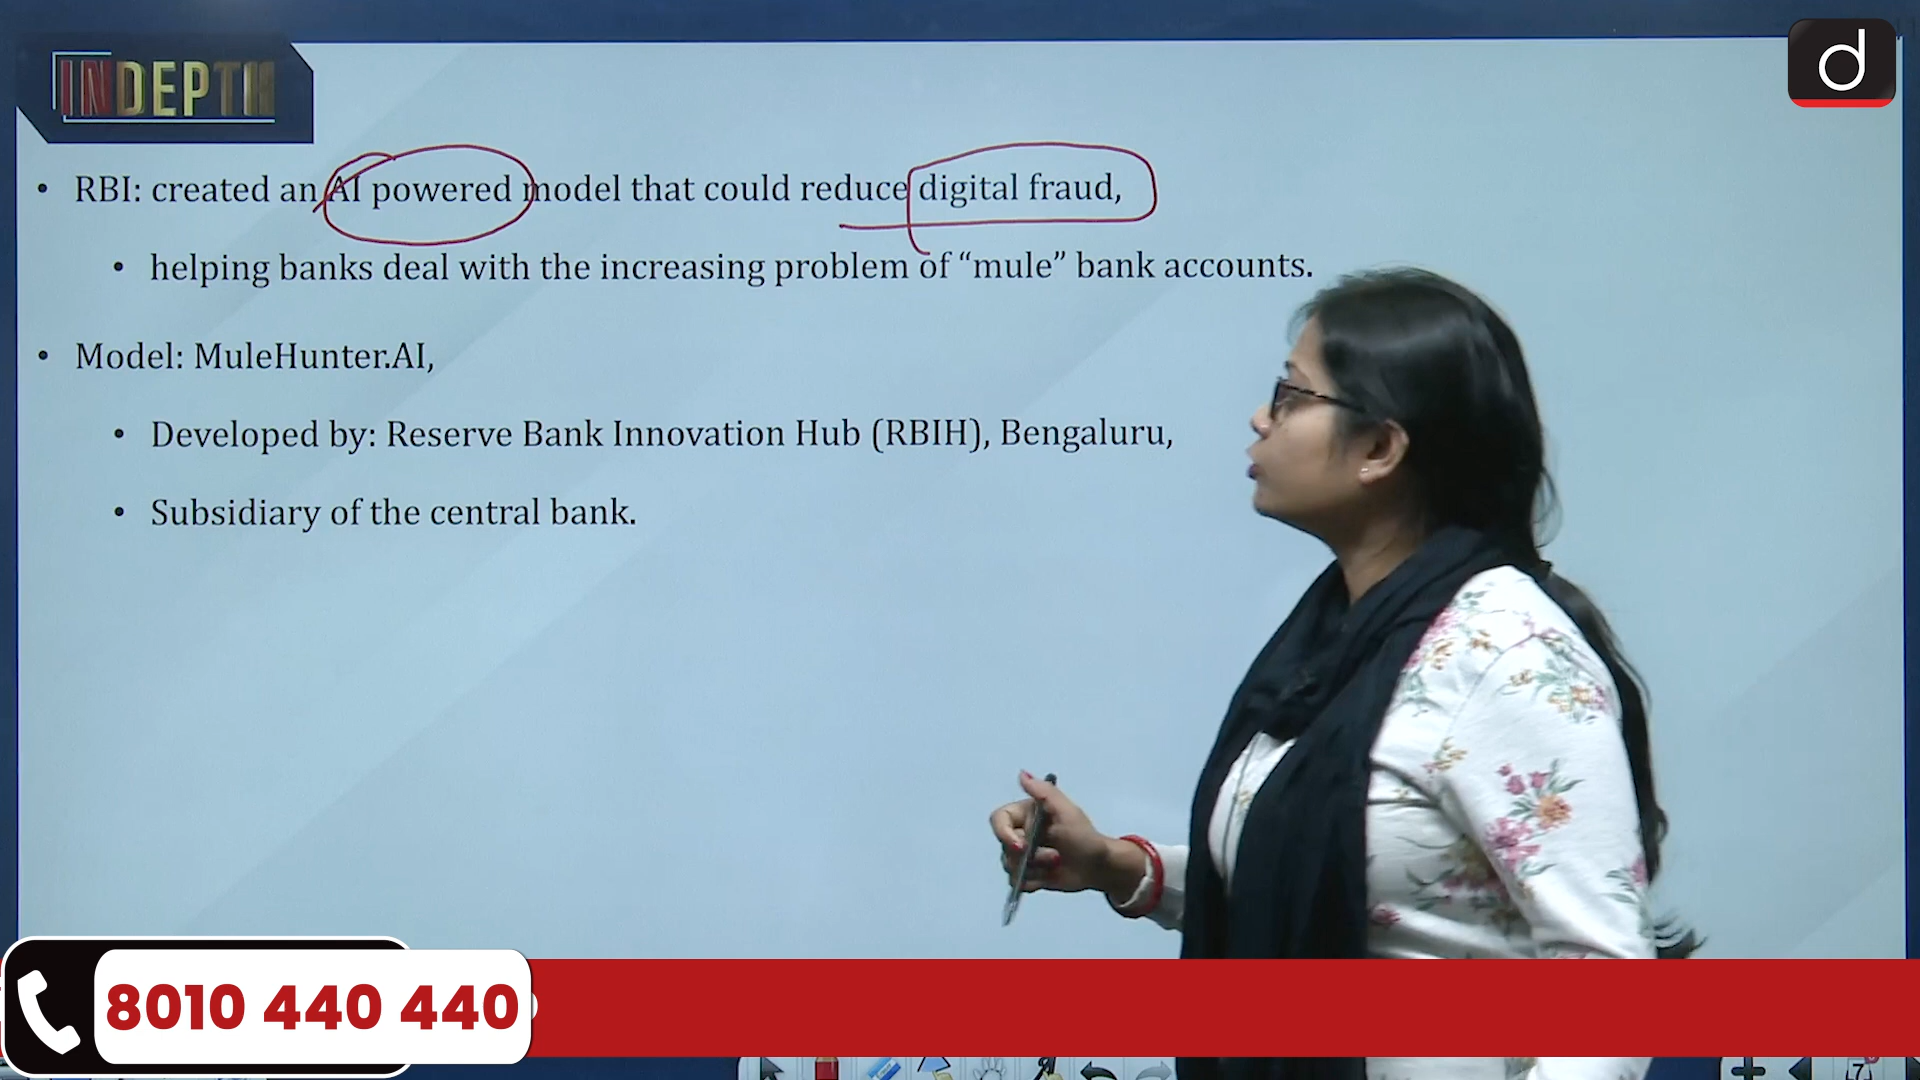 INDEPTH
d
• RBI: created an AI powered model that could reduce digital fraud,
• helping banks deal with the increasing problem of “mule” bank accounts.
• Model: MuleHunter.AI,
• Developed by: Reserve Bank Innovation Hub (RBIH), Bengaluru,
• Subsidiary of the central bank.
8010 440 440
7